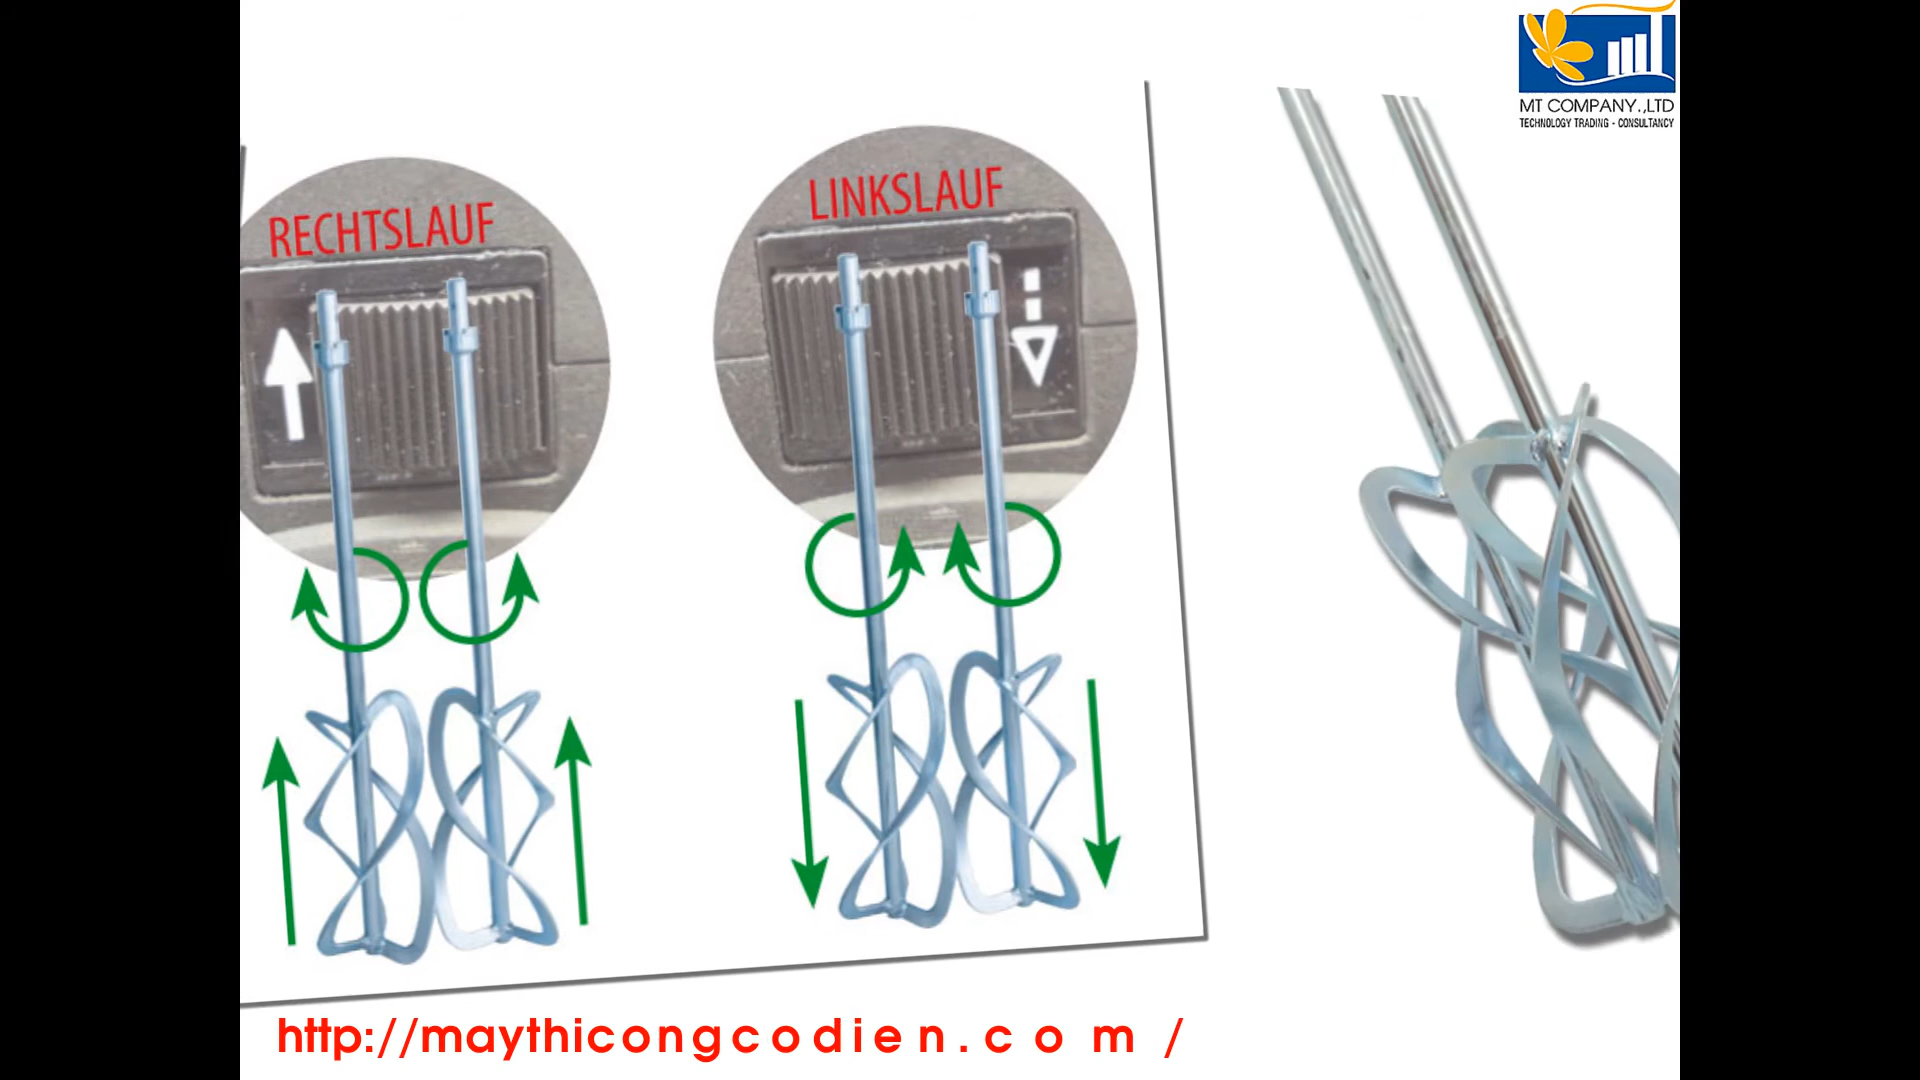 MT COMPANY.,LTD
TECHNOLOGY TRADING - CONSULTANCY
RECHTSLAUF
LINKSLAUF
http://maythicongcodien.com/